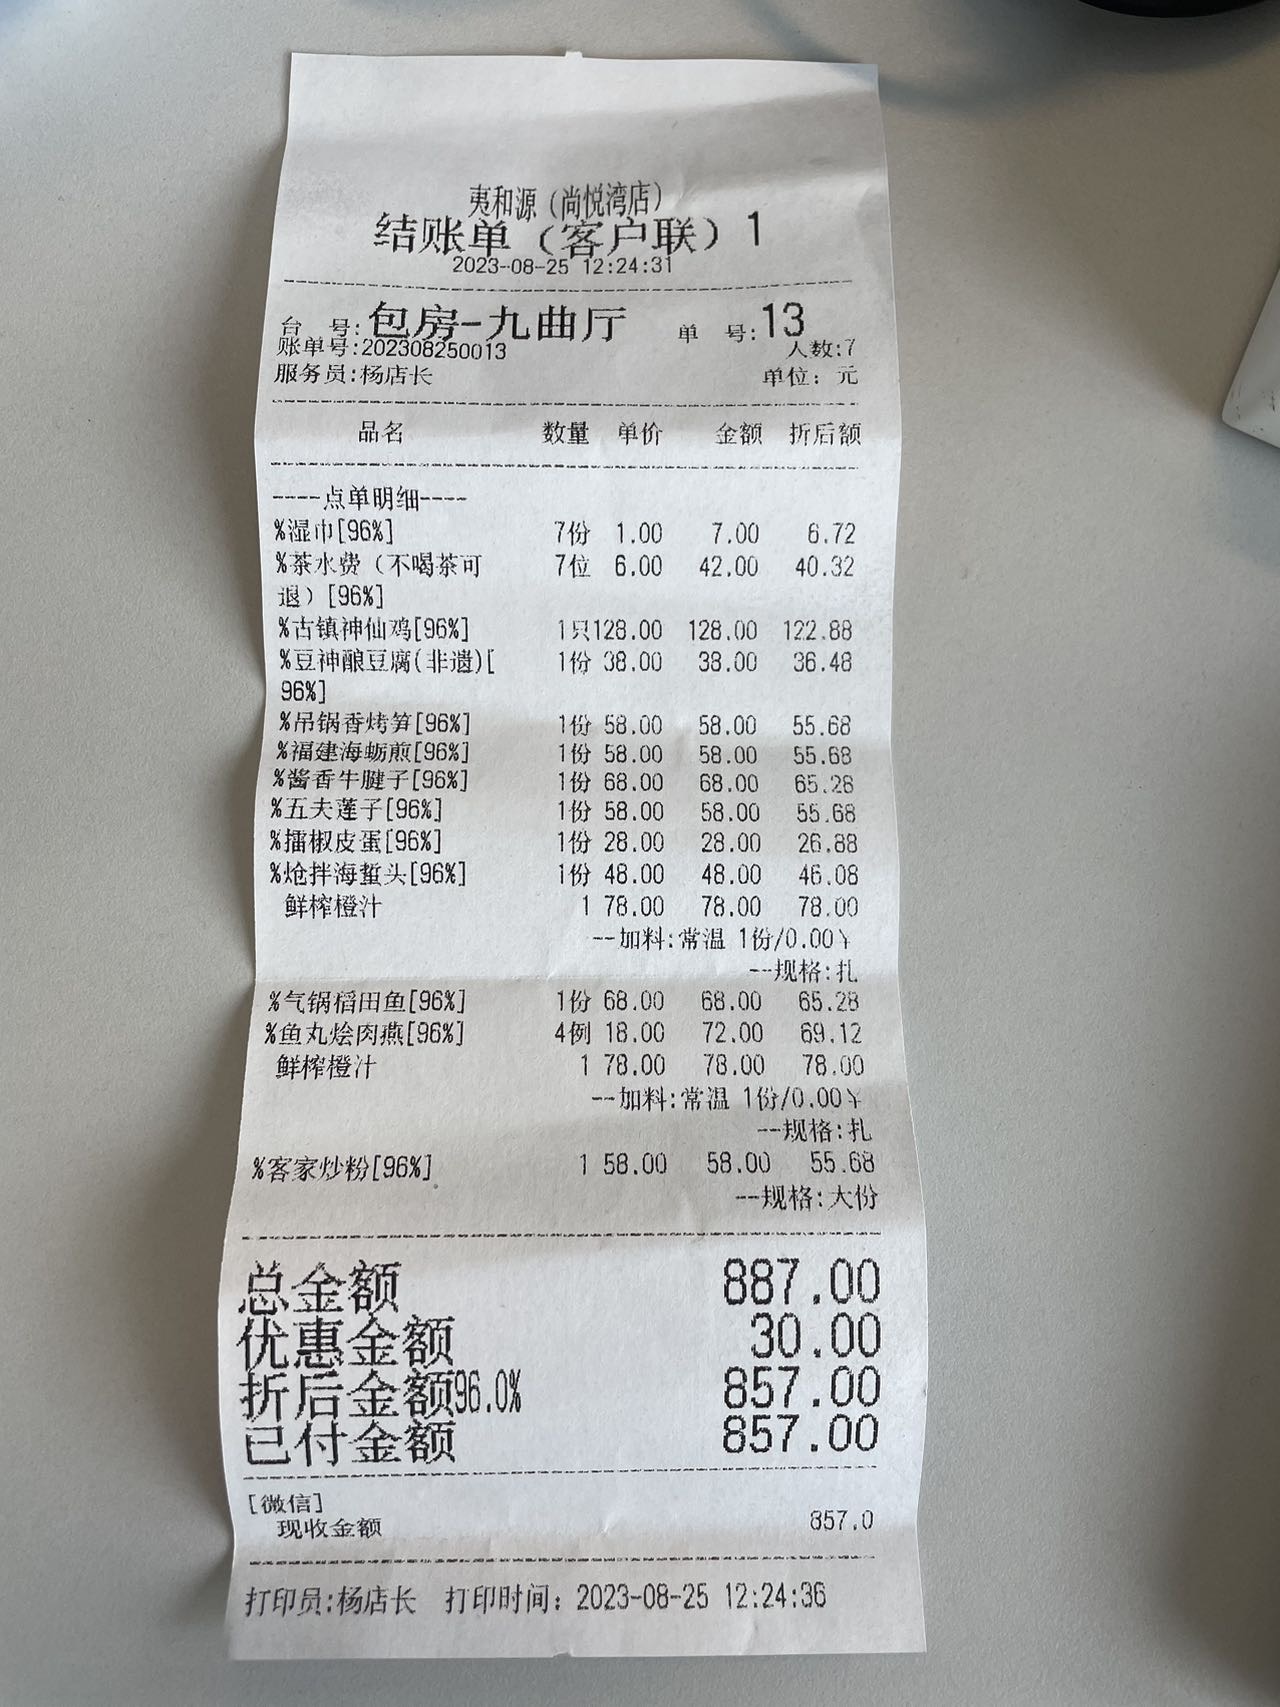 夷和源（尚悦湾店）
结账单（客户联）1
2023-08-25 12:24:31
台 号:包房-九曲厅 单 号:13
账单号:202308250013 人数:7
服务员:杨店长 单位：元
品名 数量 单价 金额 折后额
----点单明细----
%湿巾[96%] 7份 1.00 7.00 6.72
%茶水费（不喝茶可 7位 6.00 42.00 40.32
退）[96%]
%古镇神仙鸡[96%] 1只128.00 128.00 122.88
%豆神酿豆腐(非遗)[ 1份 38.00 38.00 36.48
96%]
%吊锅香烤笋[96%] 1份 58.00 58.00 55.68
%福建海蛎煎[96%] 1份 58.00 58.00 55.68
%酱香牛腱子[96%] 1份 68.00 68.00 65.28
%五夫莲子[96%] 1份 58.00 58.00 55.68
%擂椒皮蛋[96%] 1份 28.00 28.00 26.88
%炝拌海蜇头[96%] 1份 48.00 48.00 46.08
鲜榨橙汁 1 78.00 78.00 78.00
--加料:常温 1份/0.00¥
--规格:扎
%气锅稻田鱼[96%] 1份 68.00 68.00 65.28
%鱼丸烩肉燕[96%] 4例 18.00 72.00 69.12
鲜榨橙汁 1 78.00 78.00 78.00
--加料:常温 1份/0.00¥
--规格:扎
%客家炒粉[96%] 1 58.00 58.00 55.68
--规格:大份
总金额 887.00
优惠金额 30.00
折后金额96.0% 857.00
已付金额 857.00
[微信]
现收金额 857.0
打印员:杨店长 打印时间：2023-08-25 12:24:36